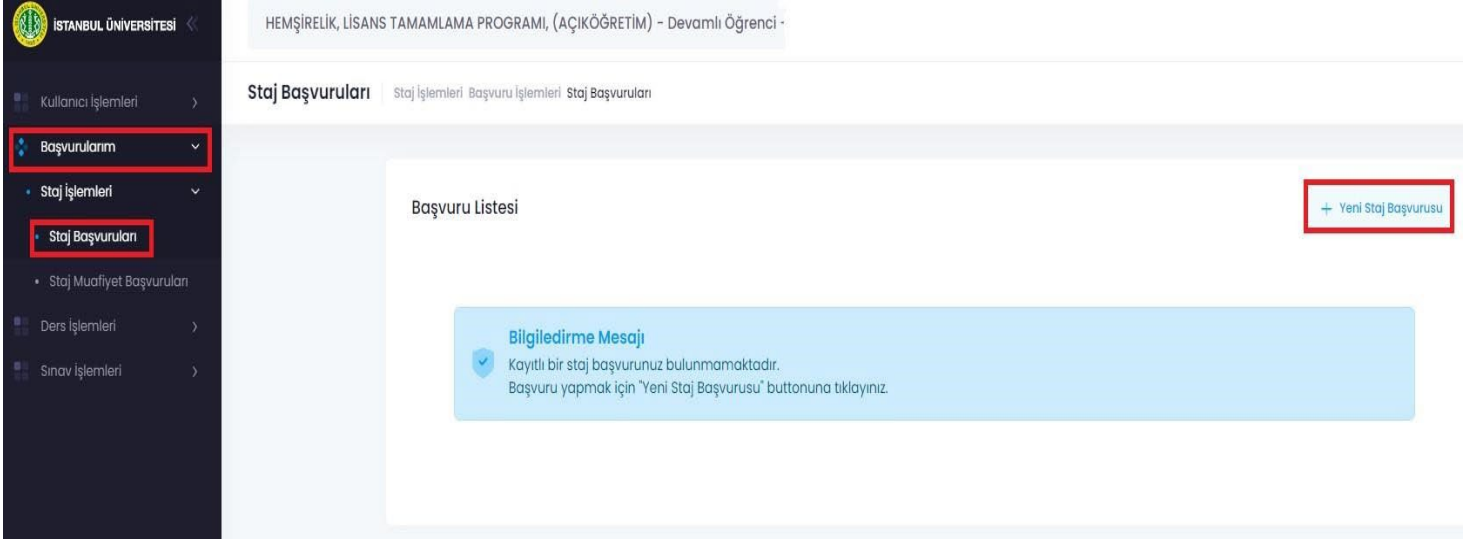 İSTANBUL ÜNİVERSİTESİ
HEMŞİRELİK, LİSANS TAMAMLAMA PROGRAMI, (AÇIKÖĞRETİM) - Devamlı Öğrenci -
Kullanıcı İşlemleri
Başvurularım
Staj İşlemleri
Staj Başvuruları
Staj Muafiyet Başvuruları
Ders İşlemleri
Sınav İşlemleri
Staj Başvuruları
Staj İşlemleri Başvuru İşlemleri Staj Başvuruları
Başvuru Listesi
+ Yeni Staj Başvurusu
Bilgiledirme Mesajı
Kayıtlı bir staj başvurunuz bulunmamaktadır.
Başvuru yapmak için "Yeni Staj Başvurusu" buttonuna tıklayınız.